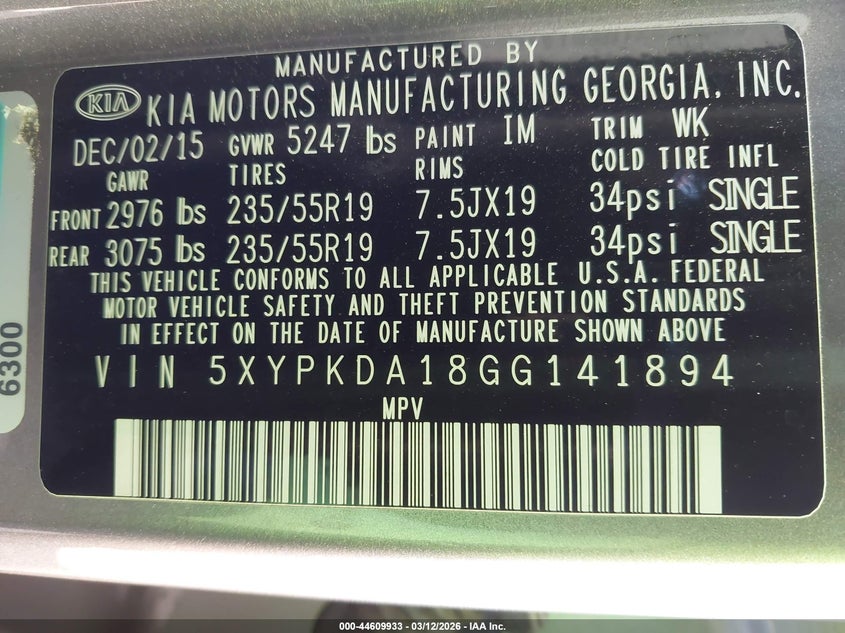 MANUFACTURED BY
KIA KIA MOTORS MANUFACTURING GEORGIA, INC.
DEC/02/15 GVWR 5247 lbs PAINT IM TRIM WK
GAWR TIRES RIMS COLD TIRE INFL
FRONT 2976 lbs 235/55R19 7.5JX19 34psi SINGLE
REAR 3075 lbs 235/55R19 7.5JX19 34psi SINGLE
THIS VEHICLE CONFORMS TO ALL APPLICABLE U.S.A. FEDERAL
MOTOR VEHICLE SAFETY AND THEFT PREVENTION STANDARDS
IN EFFECT ON THE DATE OF MANUFACTURE SHOWN ABOVE
VIN 5XYPKDA18GG141894
MPV
6300
000-44609933 - 03/12/2026 - IAA Inc.